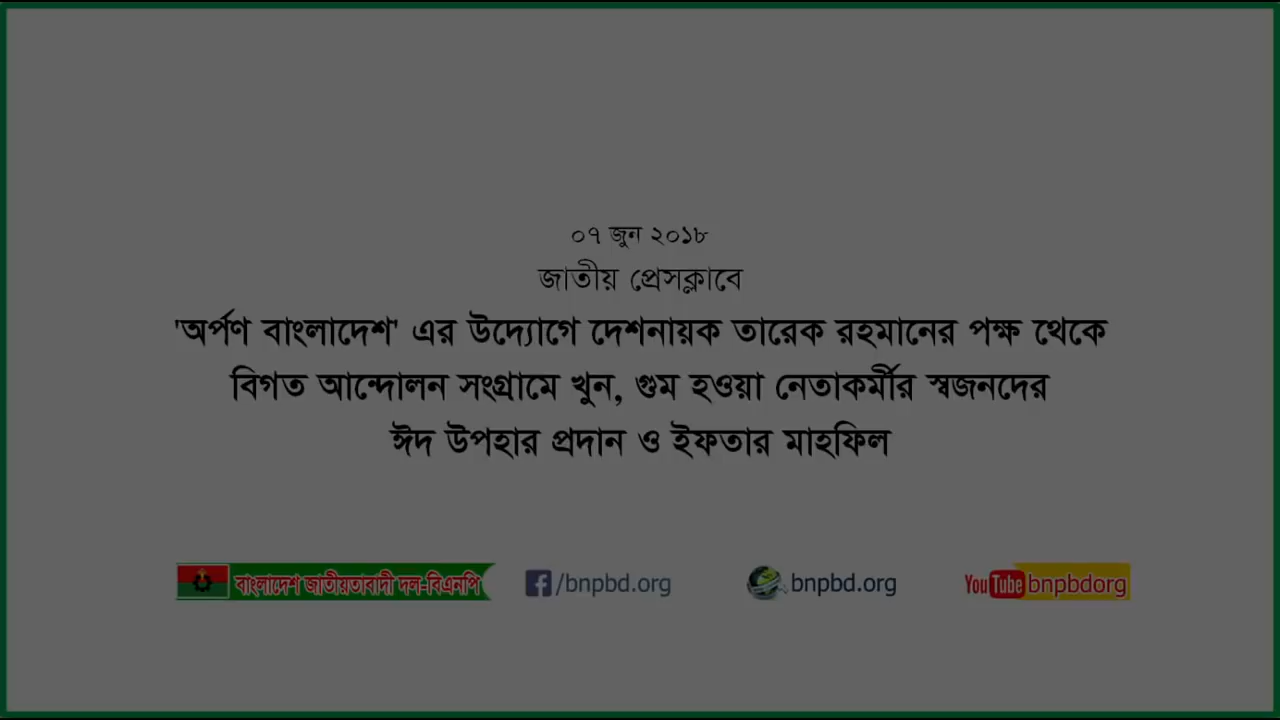 ০৭ জুন ২০১৮
জাতীয় প্রেসক্লাবে
'অর্পণ বাংলাদেশ' এর উদ্যোগে দেশনায়ক তারেক রহমানের পক্ষ থেকে
বিগত আন্দোলন সংগ্রামে খুন, গুম হওয়া নেতাকর্মীর স্বজনদের
ঈদ উপহার প্রদান ও ইফতার মাহফিল
বাংলাদেশ জাতীয়তাবাদী দল-বিএনপি /bnpbd.org bnpbd.org YouTube bnpbdorg